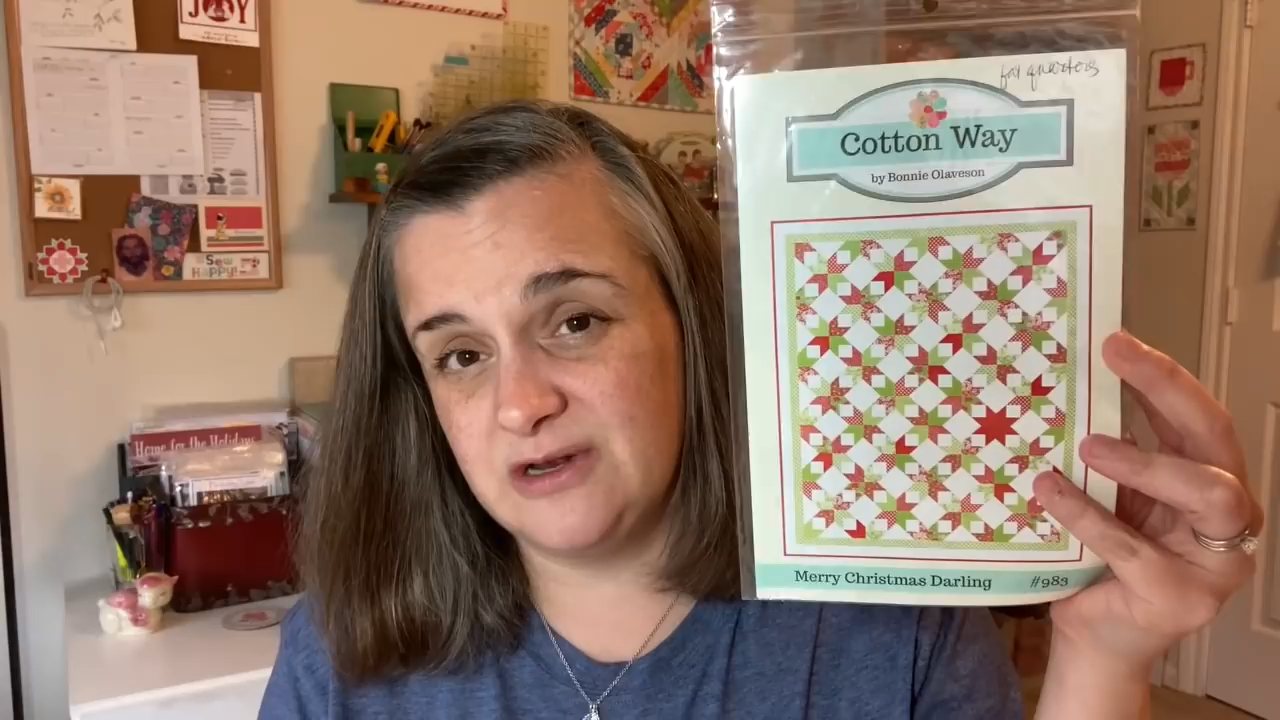 JOY
Home for the Holidays
Sew
HAPPY!
fat quarters
Cotton Way
by Bonnie Olaveson
Merry Christmas Darling
#983